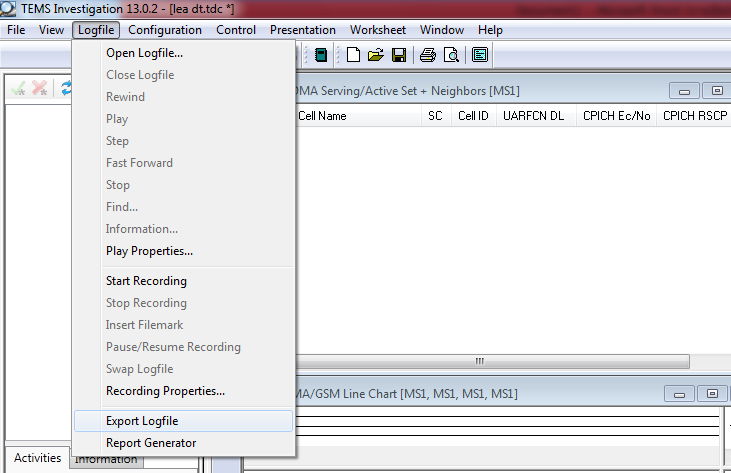 TEMS Investigation 13.0.2 - [lea dt.tdc *]
File View Logfile Configuration Control Presentation Worksheet Window Help
Open Logfile...
Close Logfile
Rewind
Play
Step
Fast Forward
Stop
Find...
Information...
Play Properties...
Start Recording
Stop Recording
Insert Filemark
Pause/Resume Recording
Swap Logfile
Recording Properties...
Export Logfile
Report Generator
DMA Serving/Active Set + Neighbors [MS1]
Cell Name SC Cell ID UARFCN DL CPICH Ec/No CPICH RSCP
MA/GSM Line Chart [MS1, MS1, MS1, MS1]
Activities Information